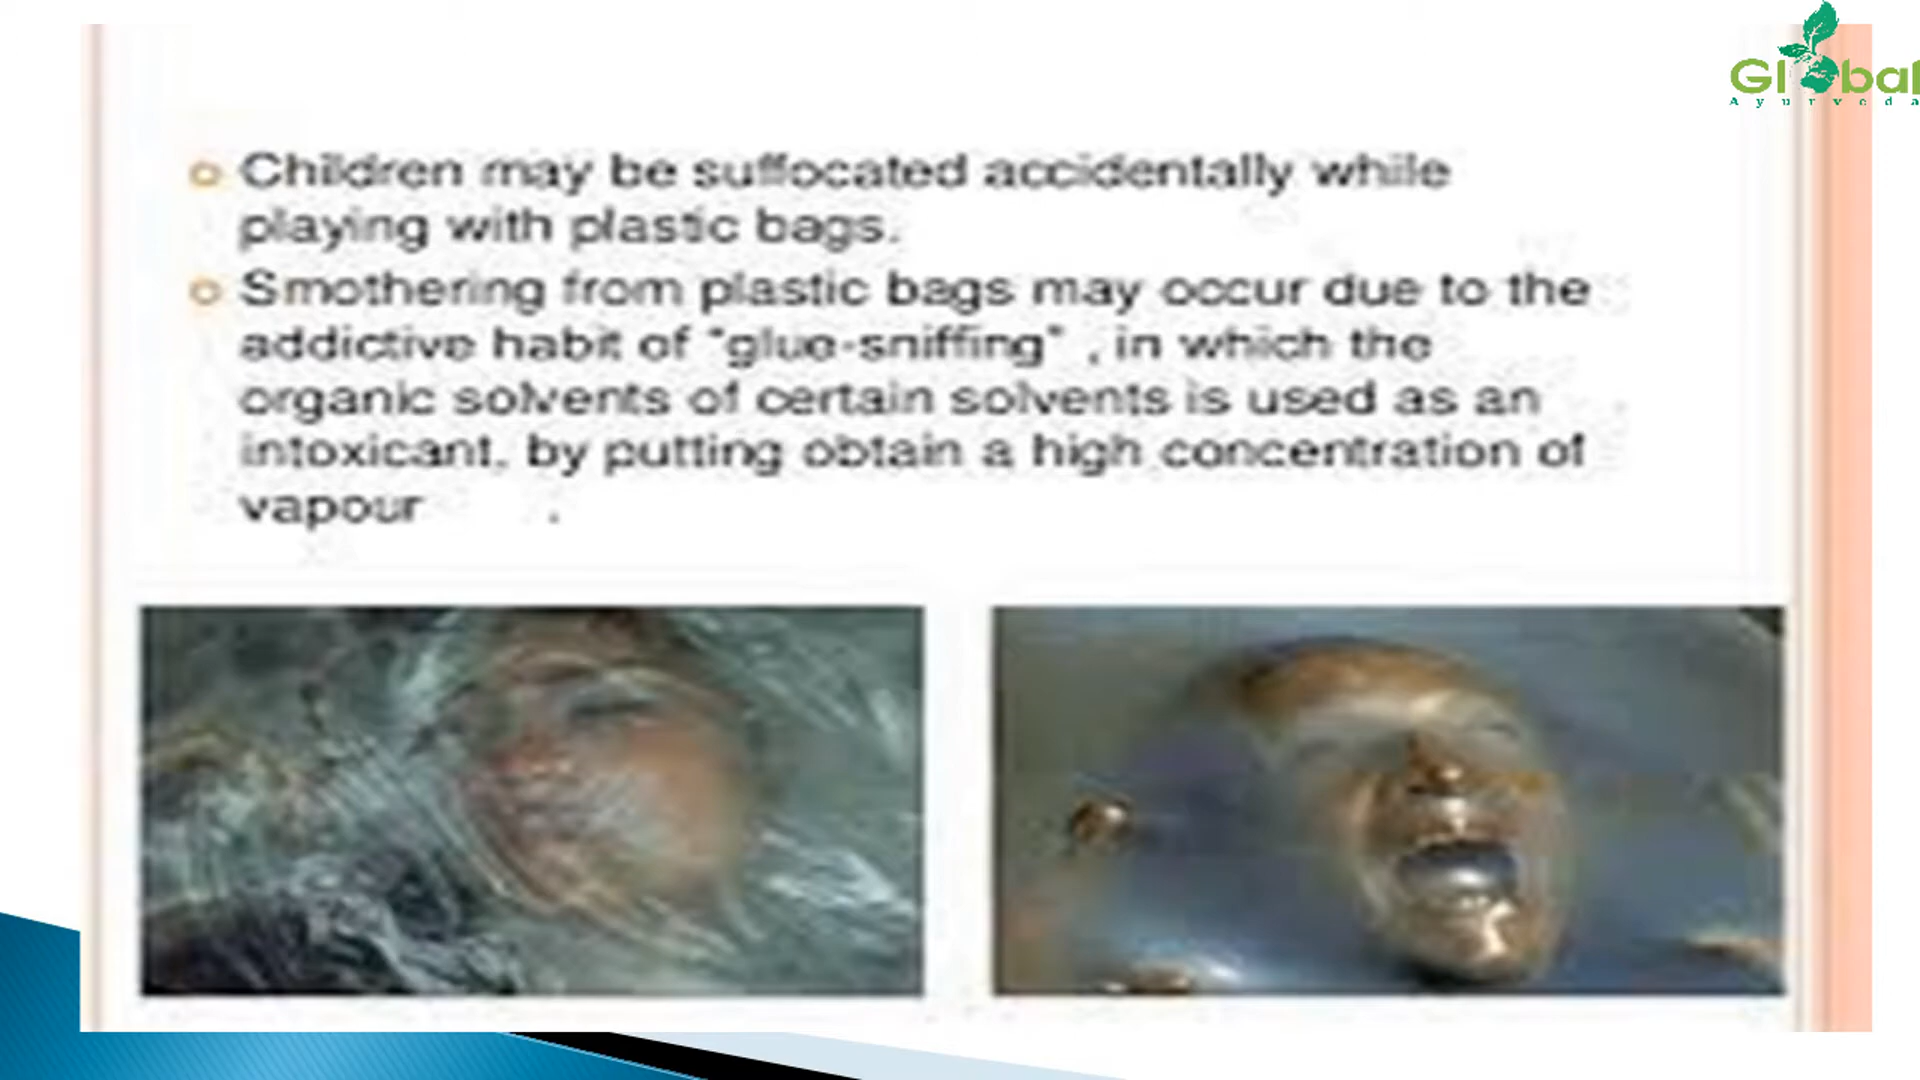 Global
Ayurveda
Children may be suffocated accidentally while
playing with plastic bags.
Smothering from plastic bags may occur due to the
addictive habit of "glue-sniffing" , in which the
organic solvents of certain solvents is used as an
intoxicant, by putting obtain a high concentration of
vapour .